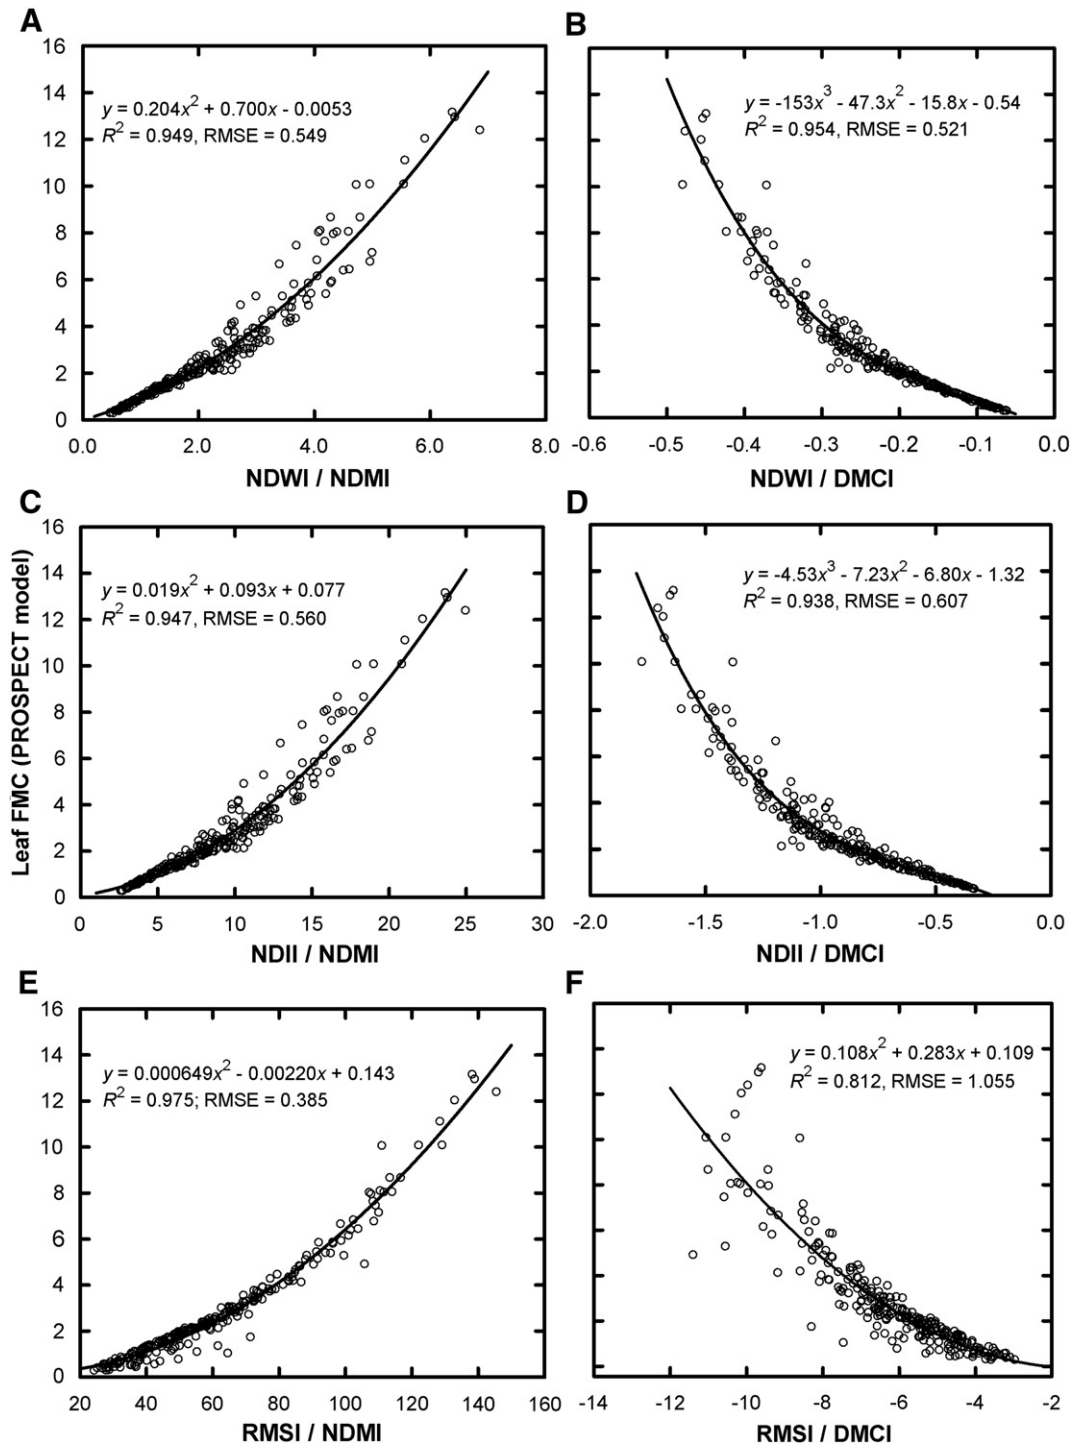 A
16
14
12
10
8
6
4
2
0
y = 0.204x² + 0.700x - 0.0053
R² = 0.949, RMSE = 0.549
0.0 2.0 4.0 6.0 8.0
NDWI / NDMI
B
y = -153x³ - 47.3x² - 15.8x - 0.54
R² = 0.954, RMSE = 0.521
-0.6 -0.5 -0.4 -0.3 -0.2 -0.1 0.0
NDWI / DMCI
Leaf FMC (PROSPECT model)
C
16
14
12
10
8
6
4
2
0
y = 0.019x² + 0.093x + 0.077
R² = 0.947, RMSE = 0.560
0 5 10 15 20 25 30
NDII / NDMI
D
y = -4.53x³ - 7.23x² - 6.80x - 1.32
R² = 0.938, RMSE = 0.607
-2.0 -1.5 -1.0 -0.5 0.0
NDII / DMCI
E
16
14
12
10
8
6
4
2
0
y = 0.000649x² - 0.00220x + 0.143
R² = 0.975; RMSE = 0.385
20 40 60 80 100 120 140 160
RMSI / NDMI
F
y = 0.108x² + 0.283x + 0.109
R² = 0.812, RMSE = 1.055
-14 -12 -10 -8 -6 -4 -2
RMSI / DMCI